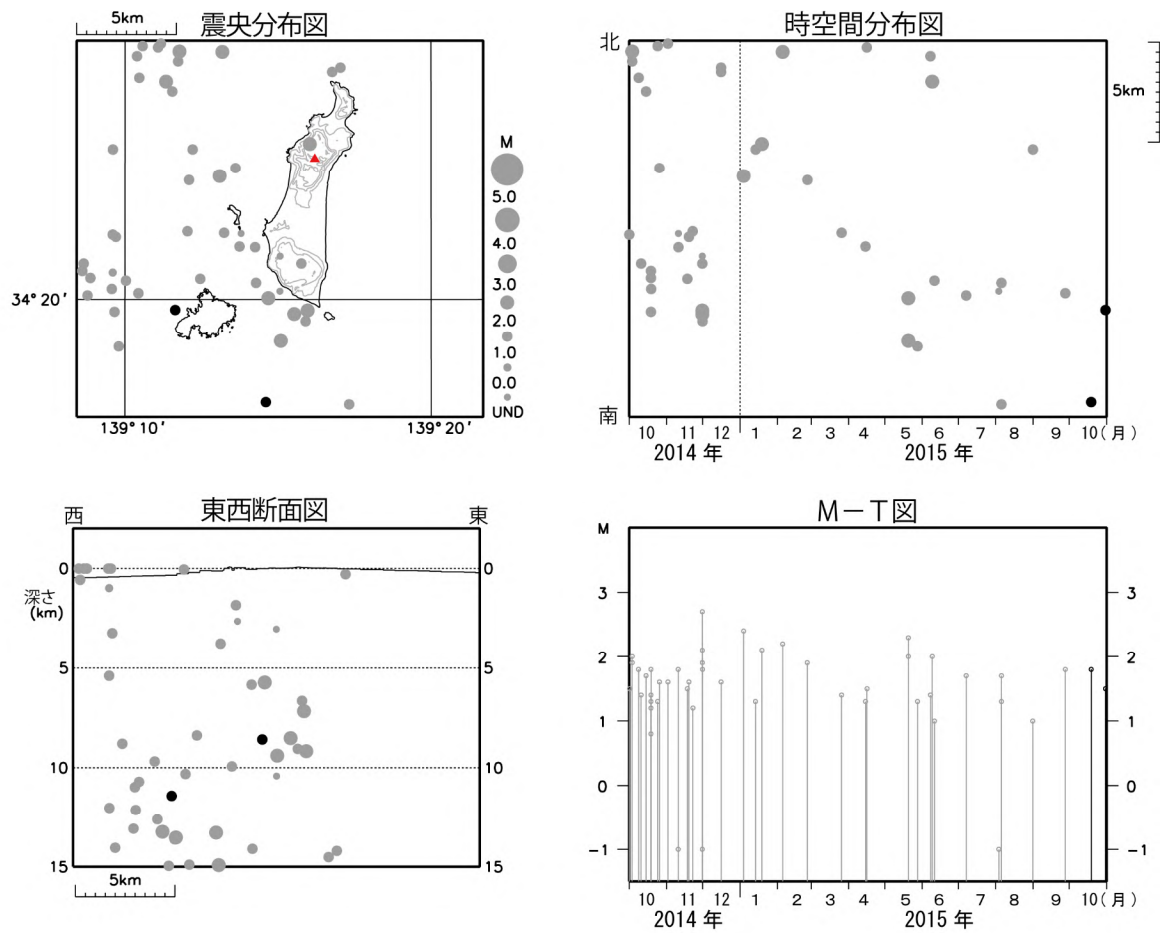 5km
震央分布図
34° 20′
139° 10′
139° 20′
M
5.0
4.0
3.0
2.0
1.0
0.0
UND
時空間分布図
北
南
5km
10 11 12 1 2 3 4 5 6 7 8 9 10(月)
2014 年 2015 年
東西断面図
西
東
0 0
深さ
(km)
5 5
10 10
15 15
5km
M－T図
M
3 3
2 2
1 1
0 0
-1 -1
10 11 12 1 2 3 4 5 6 7 8 9 10(月)
2014 年 2015 年